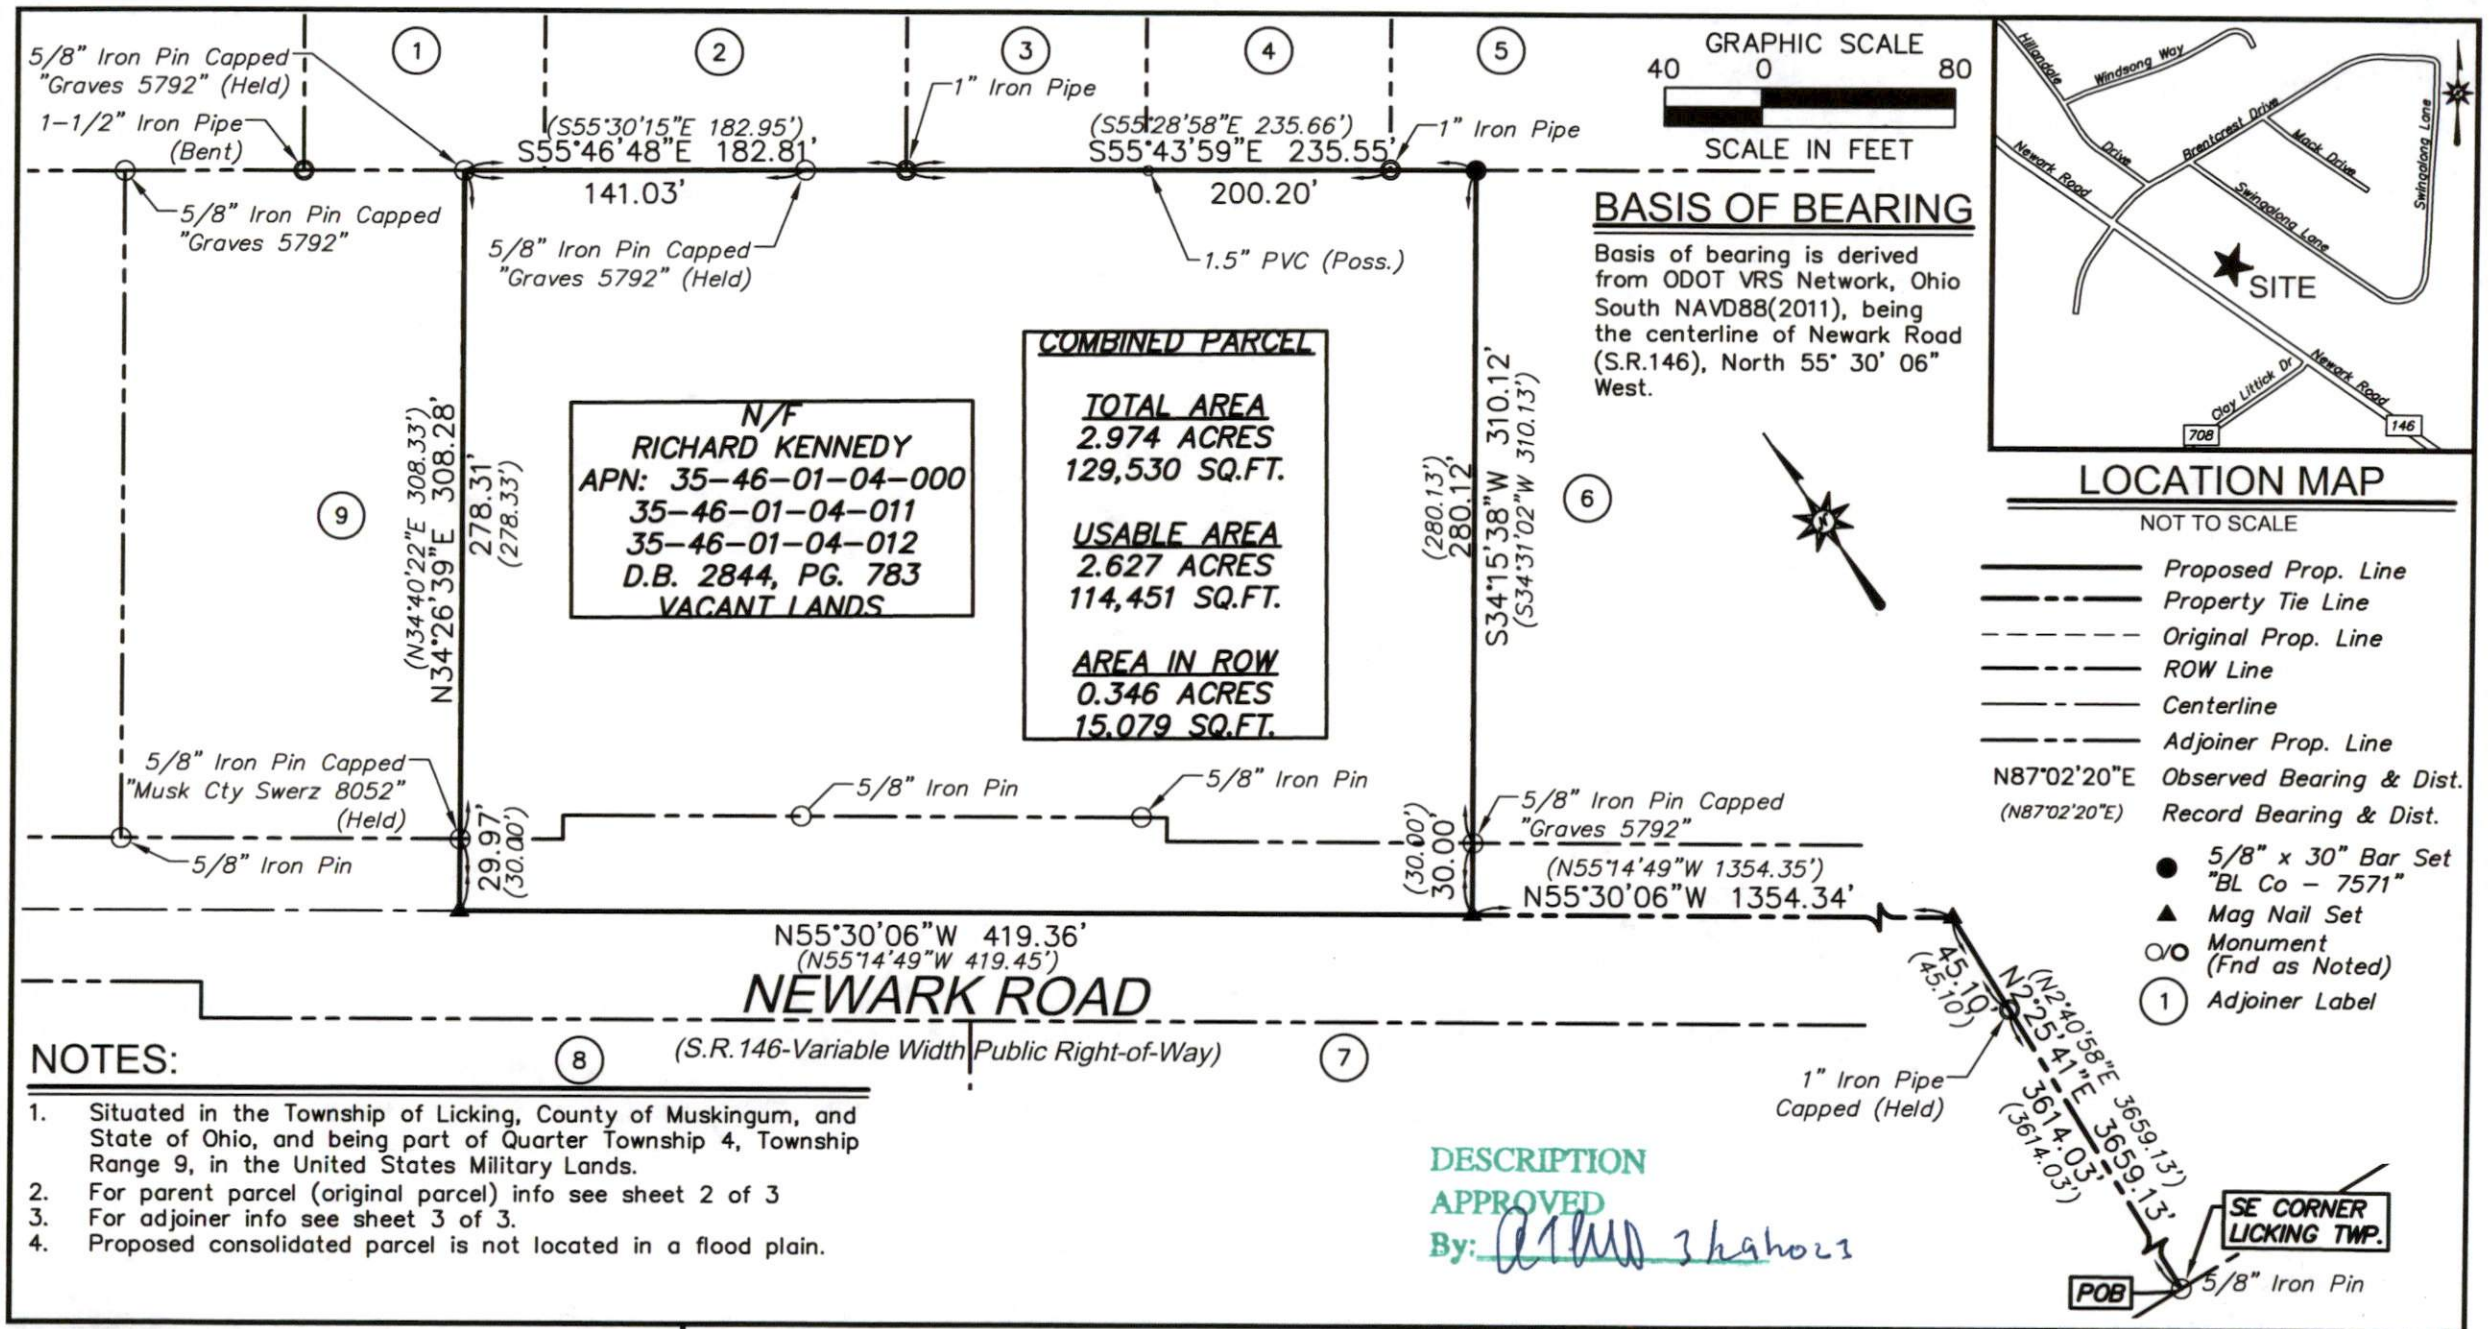 5/8" Iron Pin Capped
"Graves 5792" (Held)
1-1/2" Iron Pipe
(Bent)
1
2
3
4
5
1" Iron Pipe
(S55°30'15"E 182.95')
S55°46'48"E 182.81'
141.03'
(S55°28'58"E 235.66')
S55°43'59"E 235.55'
200.20'
1" Iron Pipe
5/8" Iron Pin Capped
"Graves 5792"
5/8" Iron Pin Capped
"Graves 5792" (Held)
1.5" PVC (Poss.)
GRAPHIC SCALE
40 0 80
SCALE IN FEET
BASIS OF BEARING
Basis of bearing is derived
from ODOT VRS Network, Ohio
South NAVD88(2011), being
the centerline of Newark Road
(S.R.146), North 55° 30' 06"
West.
Hillandale
Drive
Windsong Way
Brentcrest Drive
Mack Drive
Swingalong Lane
Swingalong Lane
Newark Road
SITE
Clay Littick Dr
Newark Road
708
146
LOCATION MAP
NOT TO SCALE
N/F
RICHARD KENNEDY
APN: 35-46-01-04-000
35-46-01-04-011
35-46-01-04-012
D.B. 2844, PG. 783
VACANT LANDS
COMBINED PARCEL
TOTAL AREA
2.974 ACRES
129,530 SQ.FT.
USABLE AREA
2.627 ACRES
114,451 SQ.FT.
AREA IN ROW
0.346 ACRES
15,079 SQ.FT.
9
(N34°40'22"E 308.33')
N34°26'39"E 308.28'
278.31'
(278.33')
(280.13')
280.12'
S34°15'38"W 310.12'
(S34°31'02"W 310.13')
6
N
Proposed Prop. Line
Property Tie Line
Original Prop. Line
ROW Line
Centerline
Adjoiner Prop. Line
N87°02'20"E Observed Bearing & Dist.
(N87°02'20"E) Record Bearing & Dist.
5/8" x 30" Bar Set
"BL Co - 7571"
Mag Nail Set
Monument
(Fnd as Noted)
1 Adjoiner Label
5/8" Iron Pin Capped
"Musk Cty Swerz 8052"
(Held)
5/8" Iron Pin
5/8" Iron Pin
5/8" Iron Pin
5/8" Iron Pin Capped
"Graves 5792"
29.97'
(30.00')
(30.00')
30.00'
(N55°14'49"W 1354.35')
N55°30'06"W 1354.34'
N55°30'06"W 419.36'
(N55°14'49"W 419.45')
NEWARK ROAD
(S.R.146-Variable Width Public Right-of-Way)
8
7
45.10'
(45.10')
(N2°40'58"E 3659.13')
N2°25'41"E 3659.13'
3614.03'
(3614.03')
1" Iron Pipe
Capped (Held)
SE CORNER
LICKING TWP.
5/8" Iron Pin
POB
NOTES:
1. Situated in the Township of Licking, County of Muskingum, and
State of Ohio, and being part of Quarter Township 4, Township
Range 9, in the United States Military Lands.
2. For parent parcel (original parcel) info see sheet 2 of 3
3. For adjoiner info see sheet 3 of 3.
4. Proposed consolidated parcel is not located in a flood plain.
DESCRIPTION
APPROVED
By: